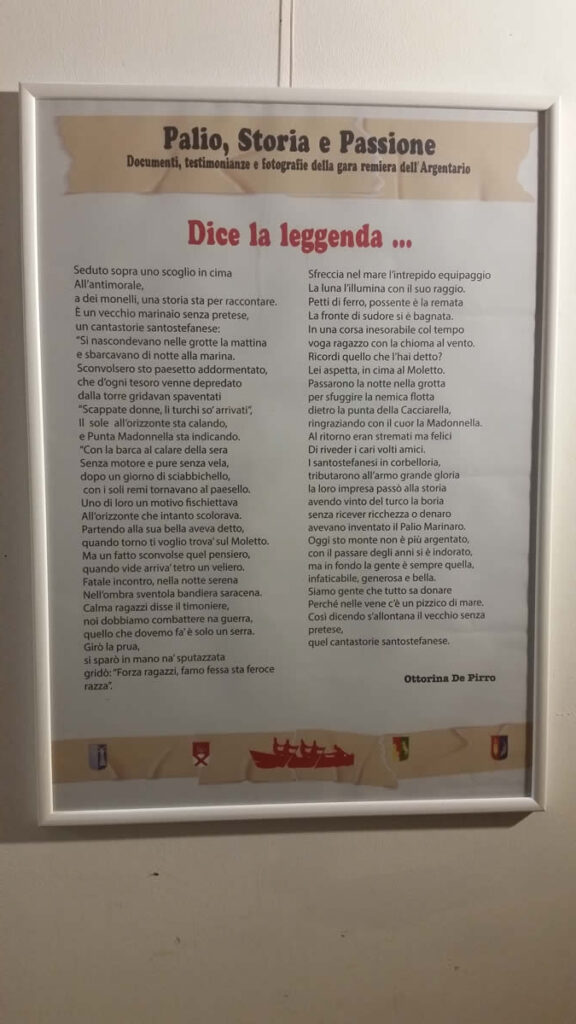 Palio, Storia e Passione
Documenti, testimonianze e fotografie della gara remiera dell'Argentario
Dice la leggenda ...
Seduto sopra uno scoglio in cima
All'antimorale,
a dei monelli, una storia sta per raccontare.
È un vecchio marinaio senza pretese,
un cantastorie santostefanese:
"Si nascondevano nelle grotte la mattina
e sbarcavano di notte alla marina.
Sconvolsero sto paesetto addormentato,
che d'ogni tesoro venne depredato
dalla torre gridavan spaventati
"Scappate donne, li turchi so' arrivati",
Il sole all'orizzonte sta calando,
e Punta Madonnella sta indicando.
"Con la barca al calare della sera
Senza motore e pure senza vela,
dopo un giorno di sciabbichello,
con i soli remi tornavano al paesello.
Uno di loro un motivo fischiettava
All'orizzonte che intanto scolorava.
Partendo alla sua bella aveva detto,
quando torno ti voglio trova' sul Moletto.
Ma un fatto sconvolse quel pensiero,
quando vide arriva' tetro un veliero.
Fatale incontro, nella notte serena
Nell'ombra sventola bandiera saracena.
Calma ragazzi disse il timoniere,
noi dobbiamo combattere na guerra,
quello che dovemo fa' è solo un serra.
Girò la prua,
si sparò in mano na' sputazzata
gridò: "Forza ragazzi, famo fessa sta feroce
razza".
Sfreccia nel mare l'intrepido equipaggio
La luna l'illumina con il suo raggio.
Petti di ferro, possente è la remata
La fronte di sudore si è bagnata.
In una corsa inesorabile col tempo
voga ragazzo con la chioma al vento.
Ricordi quello che l'hai detto?
Lei aspetta, in cima al Moletto.
Passarono la notte nella grotta
per sfuggire la nemica flotta
dietro la punta della Cacciarella,
ringraziando con il cuor la Madonnella.
Al ritorno eran stremati ma felici
Di riveder i cari volti amici.
I santostefanesi in corbelloria,
tributarono all'armo grande gloria
la loro impresa passò alla storia
avendo vinto del turco la boria
senza ricever ricchezza o denaro
avevano inventato il Palio Marinaro.
Oggi sto monte non è più argentato,
con il passare degli anni si è indorato,
ma in fondo la gente è sempre quella,
infaticabile, generosa e bella.
Siamo gente che tutto sa donare
Perché nelle vene c'è un pizzico di mare.
Così dicendo s'allontana il vecchio senza
pretese,
quel cantastorie santostefanese.
Ottorina De Pirro